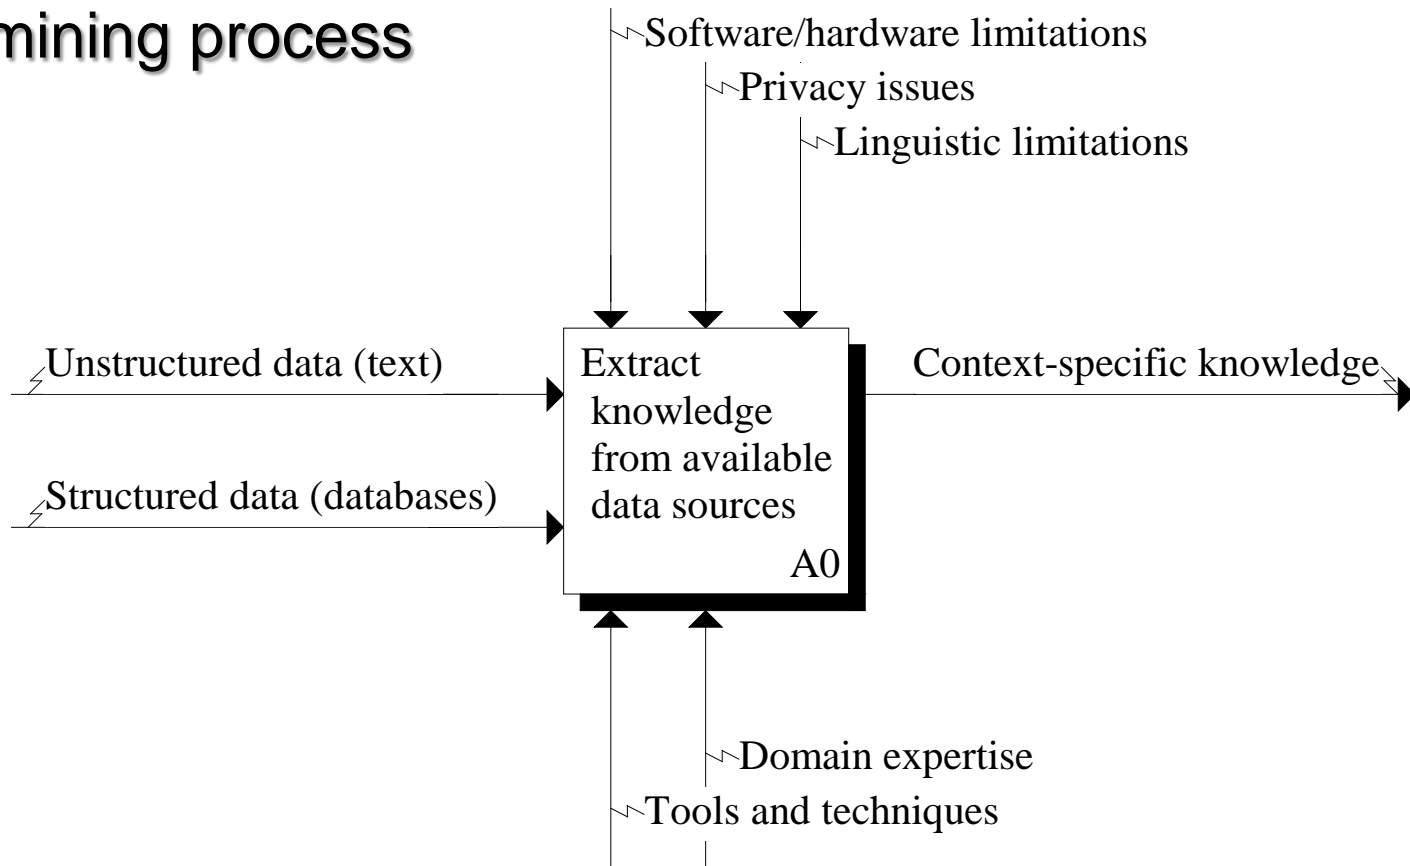 mining process
Software/hardware limitations
Privacy issues
Linguistic limitations
Unstructured data (text)
Structured data (databases)
Extract
knowledge
from available
data sources
A0
Context-specific knowledge
Domain expertise
Tools and techniques